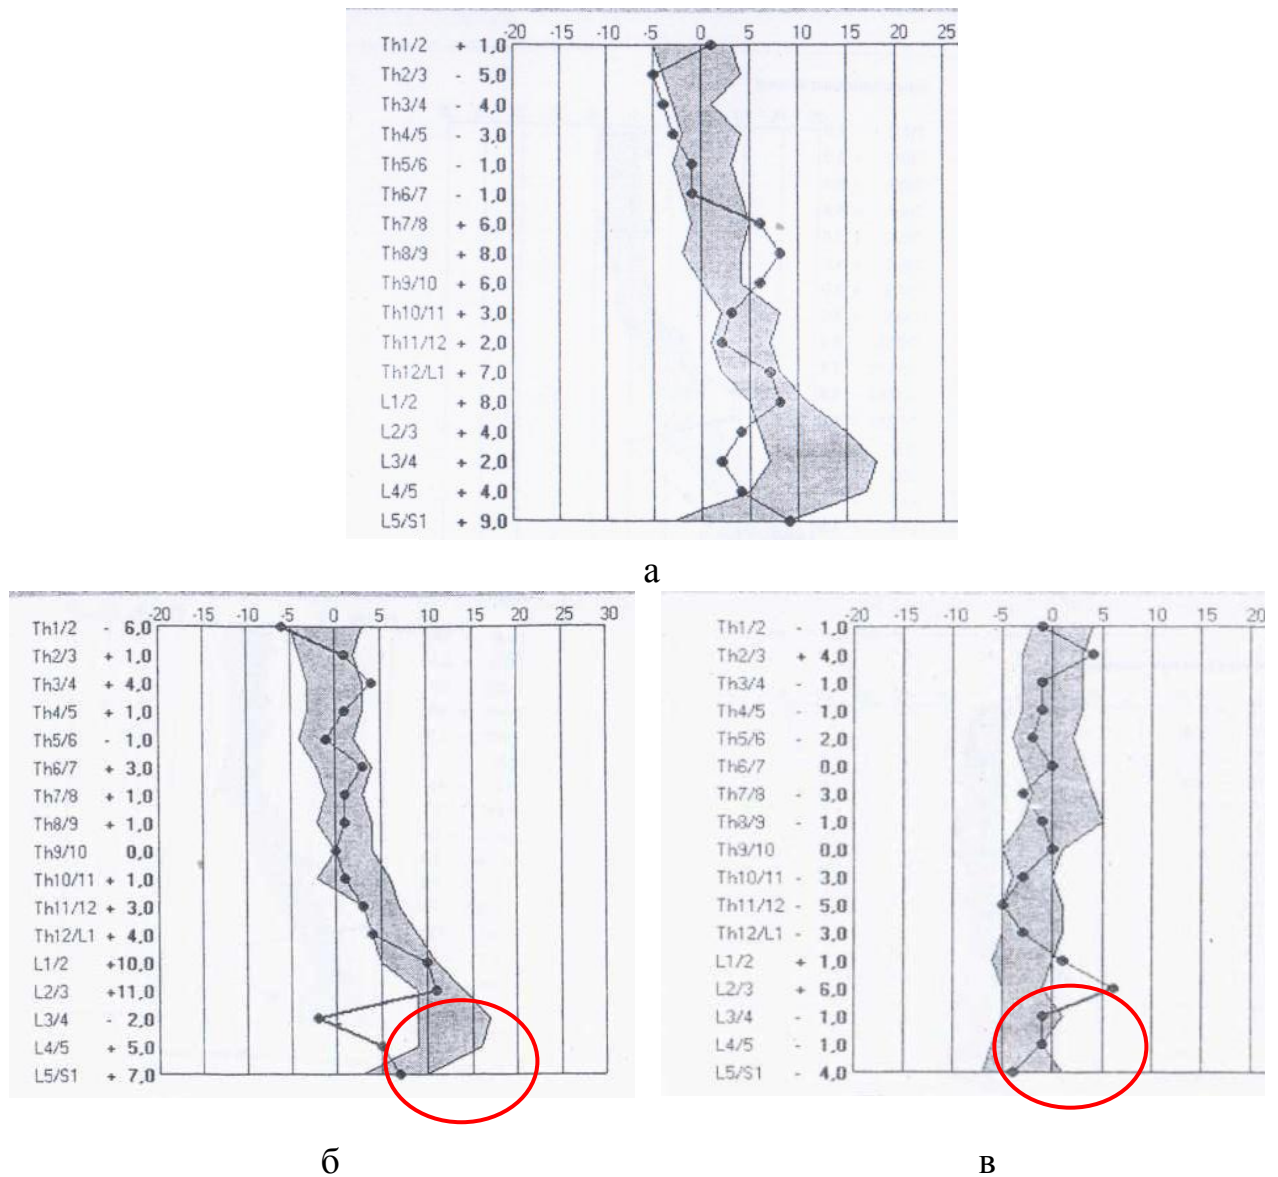 -20 -15 -10 -5 0 5 10 15 20 25
Th1/2 + 1,0
Th2/3 - 5,0
Th3/4 - 4,0
Th4/5 - 3,0
Th5/6 - 1,0
Th6/7 - 1,0
Th7/8 + 6,0
Th8/9 + 8,0
Th9/10 + 6,0
Th10/11 + 3,0
Th11/12 + 2,0
Th12/L1 + 7,0
L1/2 + 8,0
L2/3 + 4,0
L3/4 + 2,0
L4/5 + 4,0
L5/S1 + 9,0
а
-20 -15 -10 -5 0 5 10 15 20 25 30
Th1/2 - 6,0
Th2/3 + 1,0
Th3/4 + 4,0
Th4/5 + 1,0
Th5/6 - 1,0
Th6/7 + 3,0
Th7/8 + 1,0
Th8/9 + 1,0
Th9/10 0,0
Th10/11 + 1,0
Th11/12 + 3,0
Th12/L1 + 4,0
L1/2 +10,0
L2/3 +11,0
L3/4 - 2,0
L4/5 + 5,0
L5/S1 + 7,0
б
-20 -15 -10 -5 0 5 10 15 20
Th1/2 - 1,0
Th2/3 + 4,0
Th3/4 - 1,0
Th4/5 - 1,0
Th5/6 - 2,0
Th6/7 0,0
Th7/8 - 3,0
Th8/9 - 1,0
Th9/10 0,0
Th10/11 - 3,0
Th11/12 - 5,0
Th12/L1 - 3,0
L1/2 + 1,0
L2/3 + 6,0
L3/4 - 1,0
L4/5 - 1,0
L5/S1 - 4,0
в